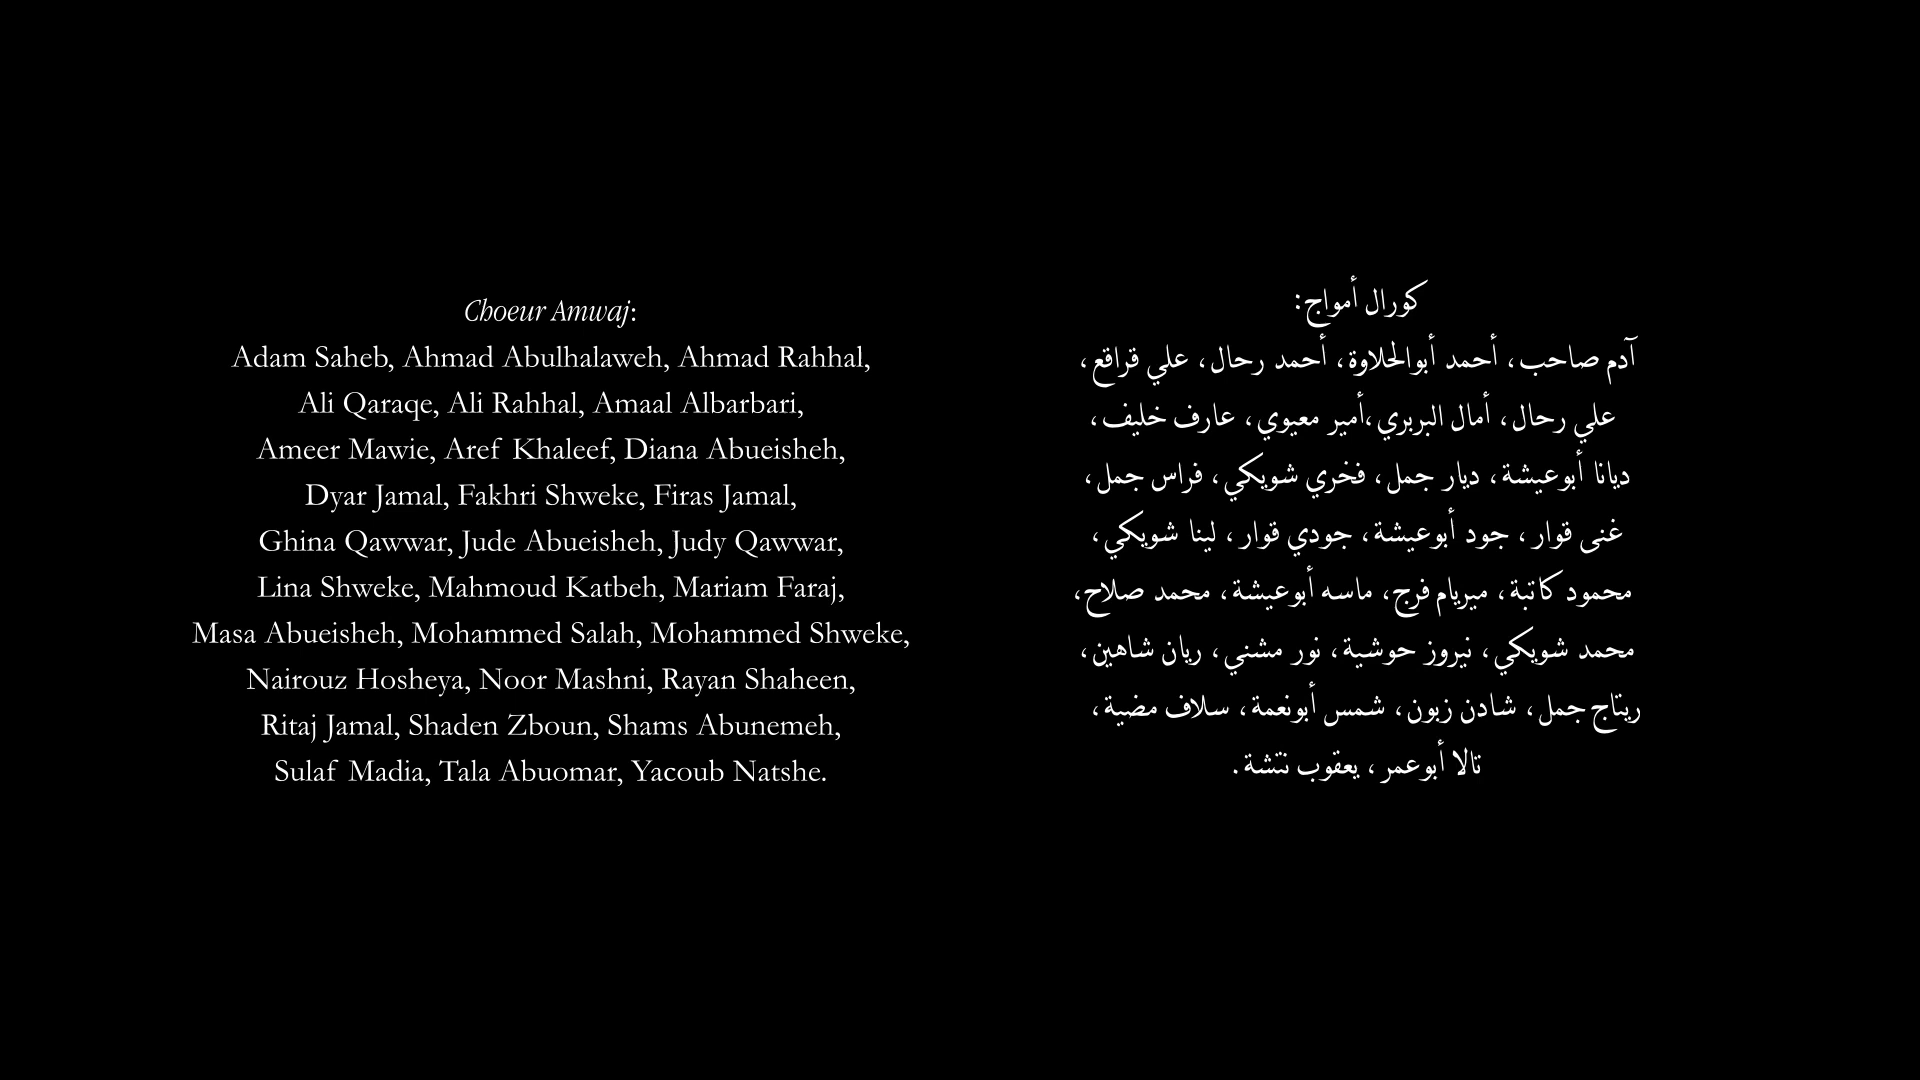 Choeur Amwaj:
Adam Saheb, Ahmad Abulhalaweh, Ahmad Rahhal,
Ali Qaraqe, Ali Rahhal, Amaal Albarbari,
Ameer Mawie, Aref Khaleef, Diana Abueisheh,
Dyar Jamal, Fakhri Shweke, Firas Jamal,
Ghina Qawwar, Jude Abueisheh, Judy Qawwar,
Lina Shweke, Mahmoud Katbeh, Mariam Faraj,
Masa Abueisheh, Mohammed Salah, Mohammed Shweke,
Nairouz Hosheya, Noor Mashni, Rayan Shaheen,
Ritaj Jamal, Shaden Zboun, Shams Abunemeh,
Sulaf Madia, Tala Abuomar, Yacoub Natshe.
كورال أمواج:
آدم صاحب، أحمد أبوالحلاوة، أحمد رحال، علي قراقع،
علي رحال، أمال البربري،أمير معيوي، عارف خليف،
ديانا أبوعيشة، ديار جمل، فخري شويكي، فراس جمل،
غنى قوار، جود أبوعيشة، جودي قوار، لينا شويكي،
محمود كاتبة، ميريام فرج، ماسه أبوعيشة، محمد صلاح،
محمد شويكي، نيروز حوشية، نور مشني، ريان شاهين،
ريتاج جمل، شادن زبون، شمس أبونعمة، سلاف مضية،
تالا أبوعمر، يعقوب نتشة.